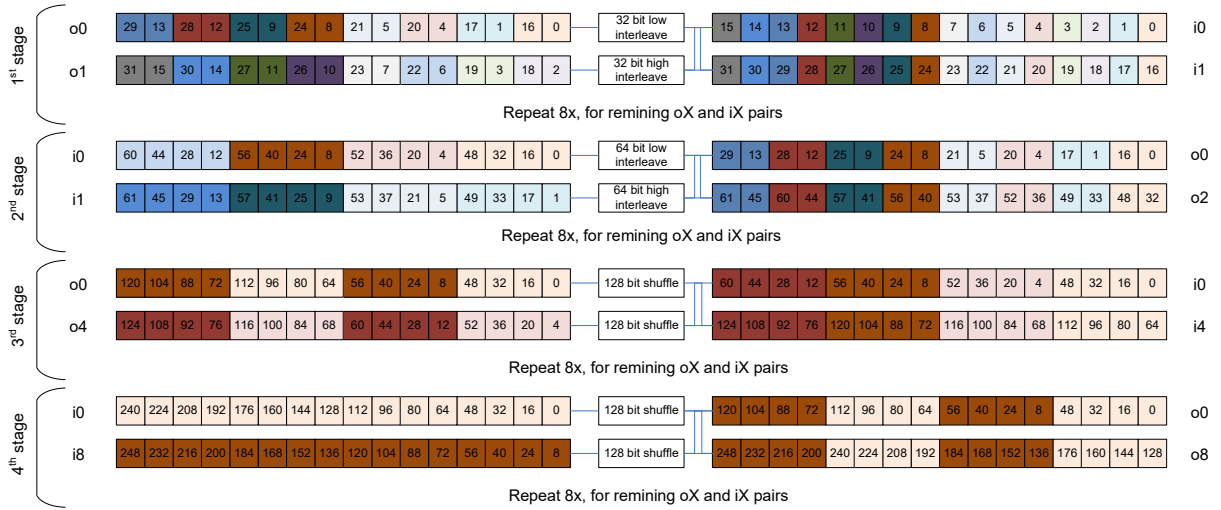 1st stage
o0 29 13 28 12 25 9 24 8 21 5 20 4 17 1 16 0 32 bit low interleave 15 14 13 12 11 10 9 8 7 6 5 4 3 2 1 0 i0
o1 31 15 30 14 27 11 26 10 23 7 22 6 19 3 18 2 32 bit high interleave 31 30 29 28 27 26 25 24 23 22 21 20 19 18 17 16 i1
Repeat 8x, for remining oX and iX pairs
2nd stage
i0 60 44 28 12 56 40 24 8 52 36 20 4 48 32 16 0 64 bit low interleave 29 13 28 12 25 9 24 8 21 5 20 4 17 1 16 0 o0
i1 61 45 29 13 57 41 25 9 53 37 21 5 49 33 17 1 64 bit high interleave 61 45 60 44 57 41 56 40 53 37 52 36 49 33 48 32 o2
Repeat 8x, for remining oX and iX pairs
3rd stage
o0 120 104 88 72 112 96 80 64 56 40 24 8 48 32 16 0 128 bit shuffle 60 44 28 12 56 40 24 8 52 36 20 4 48 32 16 0 i0
o4 124 108 92 76 116 100 84 68 60 44 28 12 52 36 20 4 128 bit shuffle 124 108 92 76 120 104 88 72 116 100 84 68 112 96 80 64 i4
Repeat 8x, for remining oX and iX pairs
4th stage
i0 240 224 208 192 176 160 144 128 112 96 80 64 48 32 16 0 128 bit shuffle 120 104 88 72 112 96 80 64 56 40 24 8 48 32 16 0 o0
i8 248 232 216 200 184 168 152 136 120 104 88 72 56 40 24 8 128 bit shuffle 248 232 216 200 240 224 208 192 184 168 152 136 176 160 144 128 o8
Repeat 8x, for remining oX and iX pairs